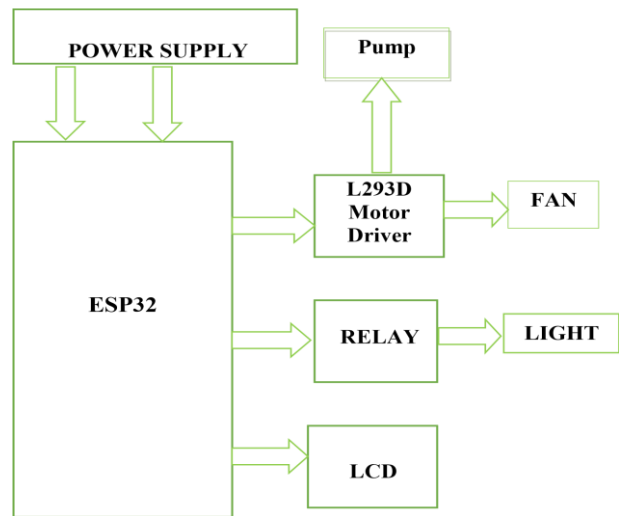 POWER SUPPLY
Pump
L293D
Motor
Driver
FAN
ESP32
RELAY
LIGHT
LCD